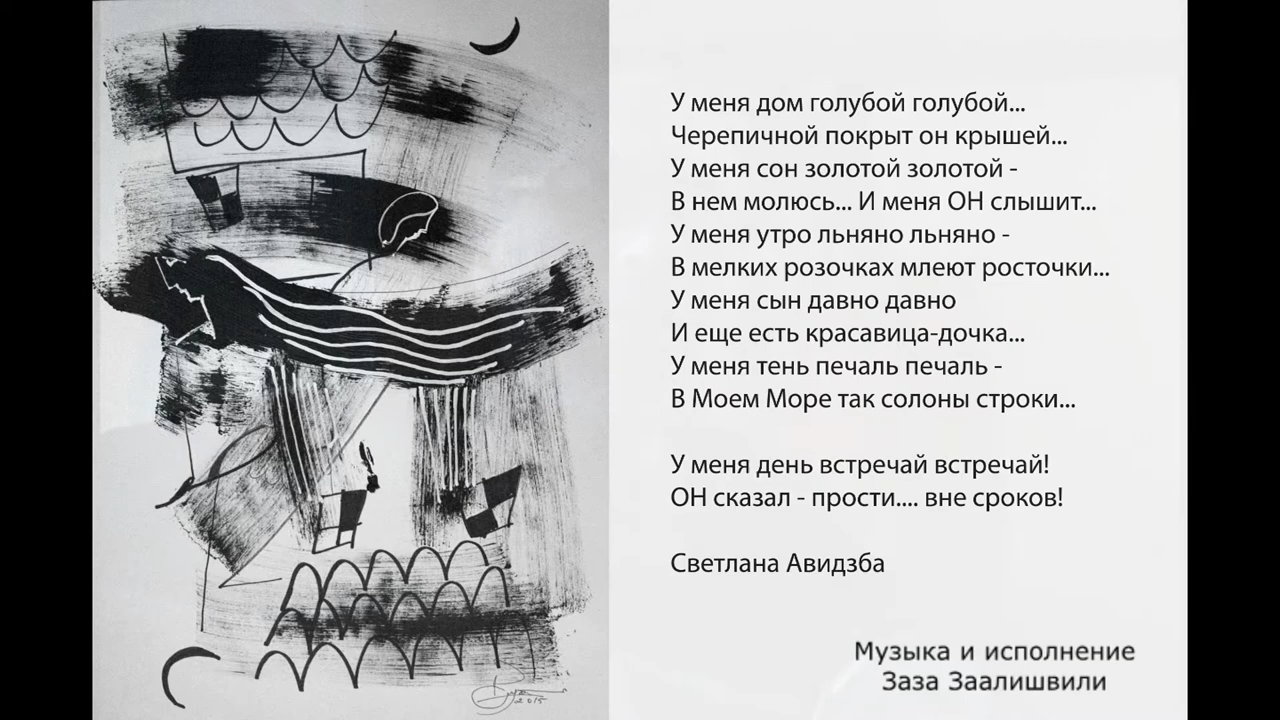 У меня дом голубой голубой...
Черепичной покрыт он крышей...
У меня сон золотой золотой -
В нем молюсь... И меня ОН слышит...
У меня утро льняно льняно -
В мелких розочках млеют росточки...
У меня сын давно давно
И еще есть красавица-дочка...
У меня тень печаль печаль -
В Моем Море так солоны строки...
У меня день встречай встречай!
ОН сказал - прости.... вне сроков!
Светлана Авидзба
Музыка и исполнение
Заза Заалишвили
2015